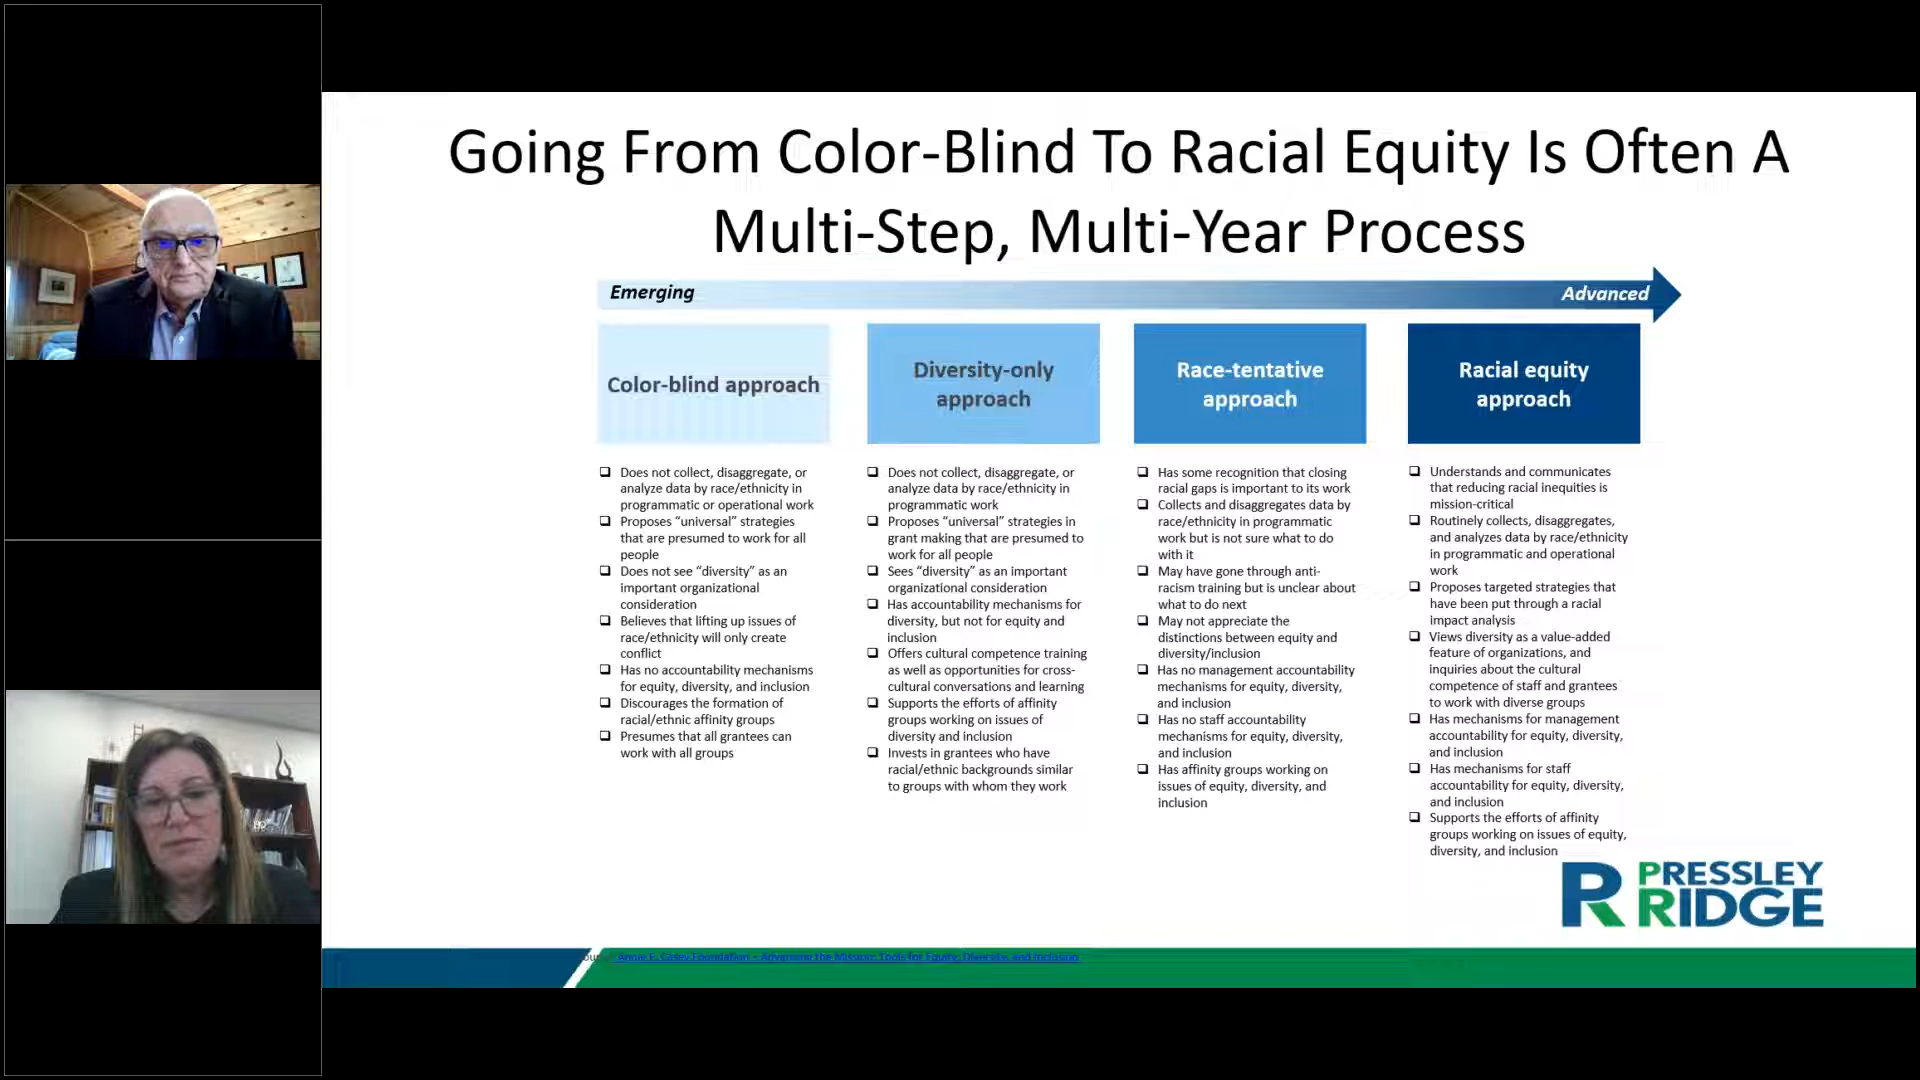 Going From Color-Blind To Racial Equity Is Often A
Multi-Step, Multi-Year Process
Emerging
Advanced
Color-blind approach
❑ Does not collect, disaggregate, or
analyze data by race/ethnicity in
programmatic or operational work
❑ Proposes “universal” strategies
that are presumed to work for all
people
❑ Does not see “diversity” as an
important organizational
consideration
❑ Believes that lifting up issues of
race/ethnicity will only create
conflict
❑ Has no accountability mechanisms
for equity, diversity, and inclusion
❑ Discourages the formation of
racial/ethnic affinity groups
❑ Presumes that all grantees can
work with all groups
Diversity-only
approach
❑ Does not collect, disaggregate, or
analyze data by race/ethnicity in
programmatic work
❑ Proposes “universal” strategies in
grant making that are presumed to
work for all people
❑ Sees “diversity” as an important
organizational consideration
❑ Has accountability mechanisms for
diversity, but not for equity and
inclusion
❑ Offers cultural competence training
as well as opportunities for cross-
cultural conversations and learning
❑ Supports the efforts of affinity
groups working on issues of
diversity and inclusion
❑ Invests in grantees who have
racial/ethnic backgrounds similar
to groups with whom they work
Race-tentative
approach
❑ Has some recognition that closing
racial gaps is important to its work
❑ Collects and disaggregates data by
race/ethnicity in programmatic
work but is not sure what to do
with it
❑ May have gone through anti-
racism training but is unclear about
what to do next
❑ May not appreciate the
distinctions between equity and
diversity/inclusion
❑ Has no management accountability
mechanisms for equity, diversity,
and inclusion
❑ Has no staff accountability
mechanisms for equity, diversity,
and inclusion
❑ Has affinity groups working on
issues of equity, diversity, and
inclusion
Racial equity
approach
❑ Understands and communicates
that reducing racial inequities is
mission-critical
❑ Routinely collects, disaggregates,
and analyzes data by race/ethnicity
in programmatic and operational
work
❑ Proposes targeted strategies that
have been put through a racial
impact analysis
❑ Views diversity as a value-added
feature of organizations, and
inquiries about the cultural
competence of staff and grantees
to work with diverse groups
❑ Has mechanisms for management
accountability for equity, diversity,
and inclusion
❑ Has mechanisms for staff
accountability for equity, diversity,
and inclusion
❑ Supports the efforts of affinity
groups working on issues of equity,
diversity, and inclusion
PRESSLEY
RIDGE
Annie E. Casey Foundation – Advancing the Mission: Tools for Equity, Diversity, and Inclusion